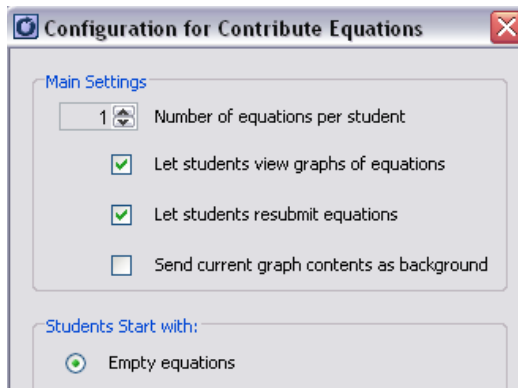 Configuration for Contribute Equations
Main Settings
1 Number of equations per student
Let students view graphs of equations
Let students resubmit equations
Send current graph contents as background
Students Start with:
Empty equations